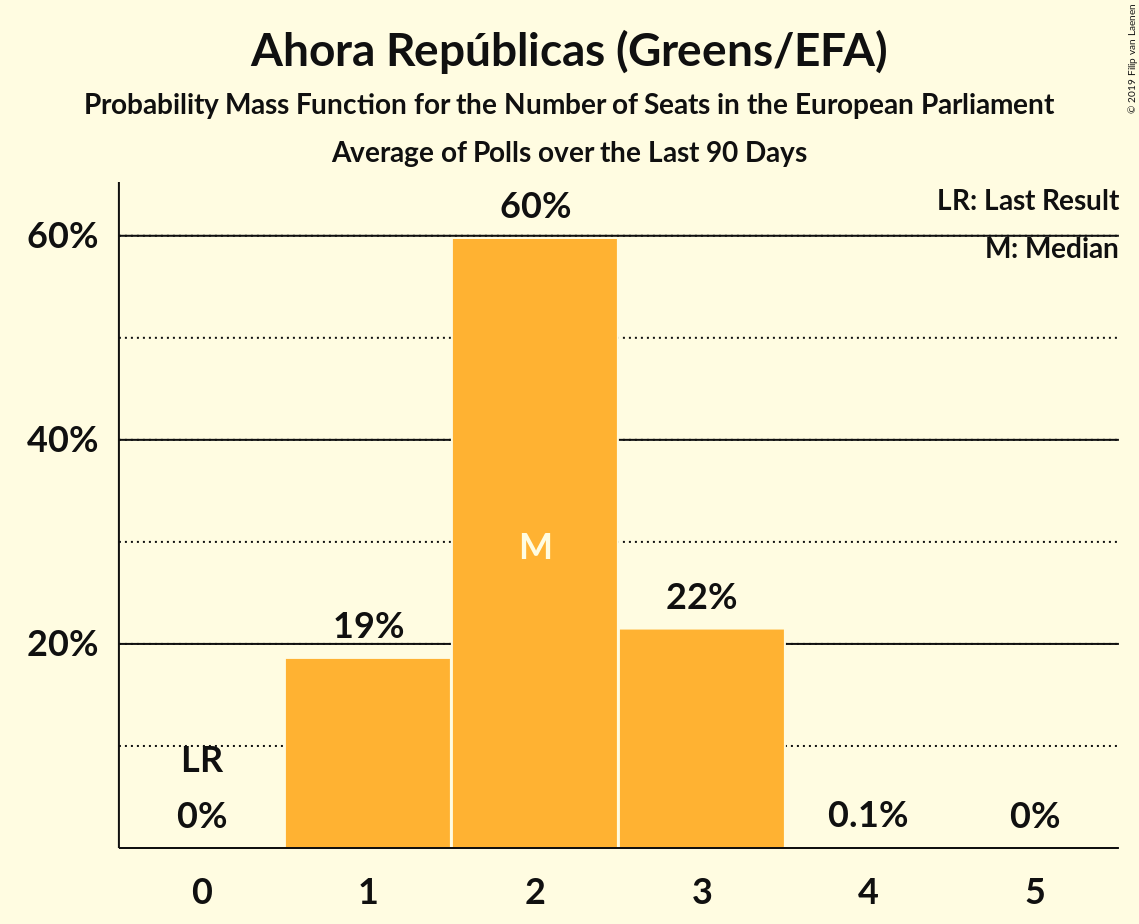 Ahora Repúblicas (Greens/EFA)
Probability Mass Function for the Number of Seats in the European Parliament
Average of Polls over the Last 90 Days
© 2019 Filip van Laenen
LR: Last Result
M: Median
60%
40%
20%
60%
M
22%
19%
LR
0%
0.1%
0%
0 1 2 3 4 5